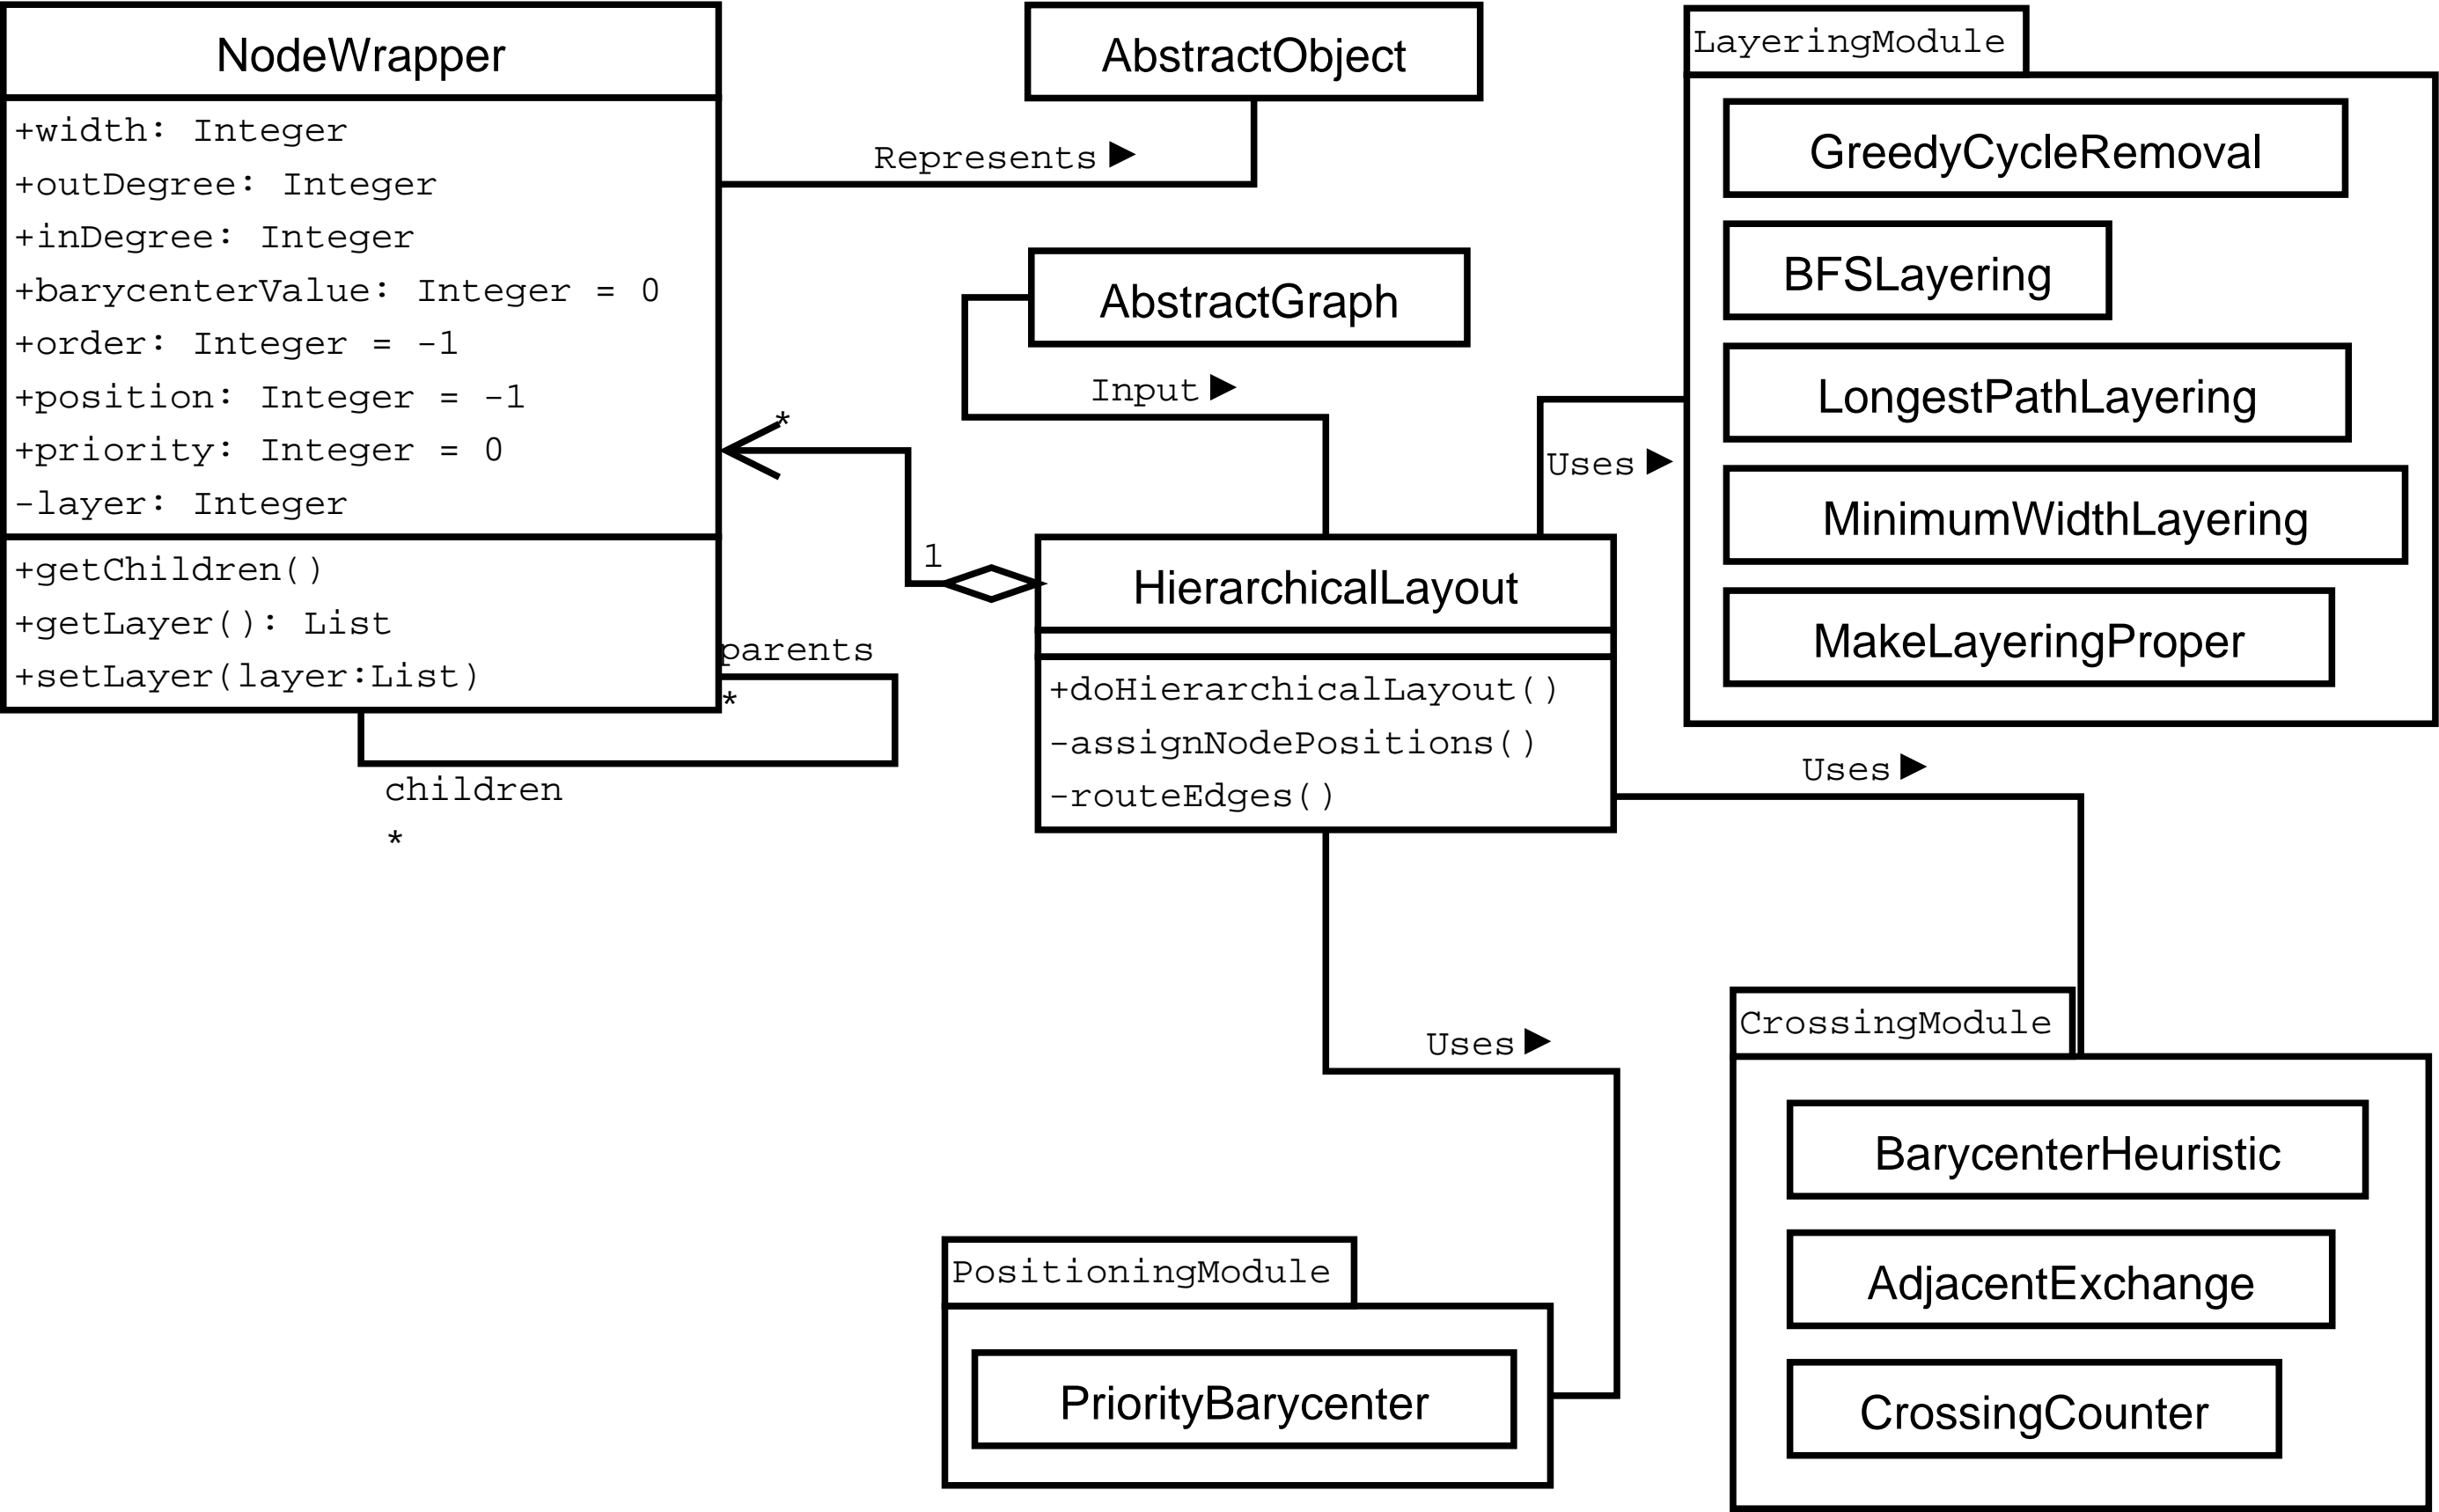 NodeWrapper
+width: Integer
+outDegree: Integer
+inDegree: Integer
+barycenterValue: Integer = 0
+order: Integer = -1
+position: Integer = -1
+priority: Integer = 0
-layer: Integer
+getChildren()
+getLayer(): List
+setLayer(layer:List)
parents
*
children
*
AbstractObject
Represents
AbstractGraph
Input
*
1
HierarchicalLayout
+doHierarchicalLayout()
-assignNodePositions()
-routeEdges()
Uses
LayeringModule
GreedyCycleRemoval
BFSLayering
LongestPathLayering
MinimumWidthLayering
MakeLayeringProper
Uses
CrossingModule
BarycenterHeuristic
AdjacentExchange
CrossingCounter
Uses
PositioningModule
PriorityBarycenter